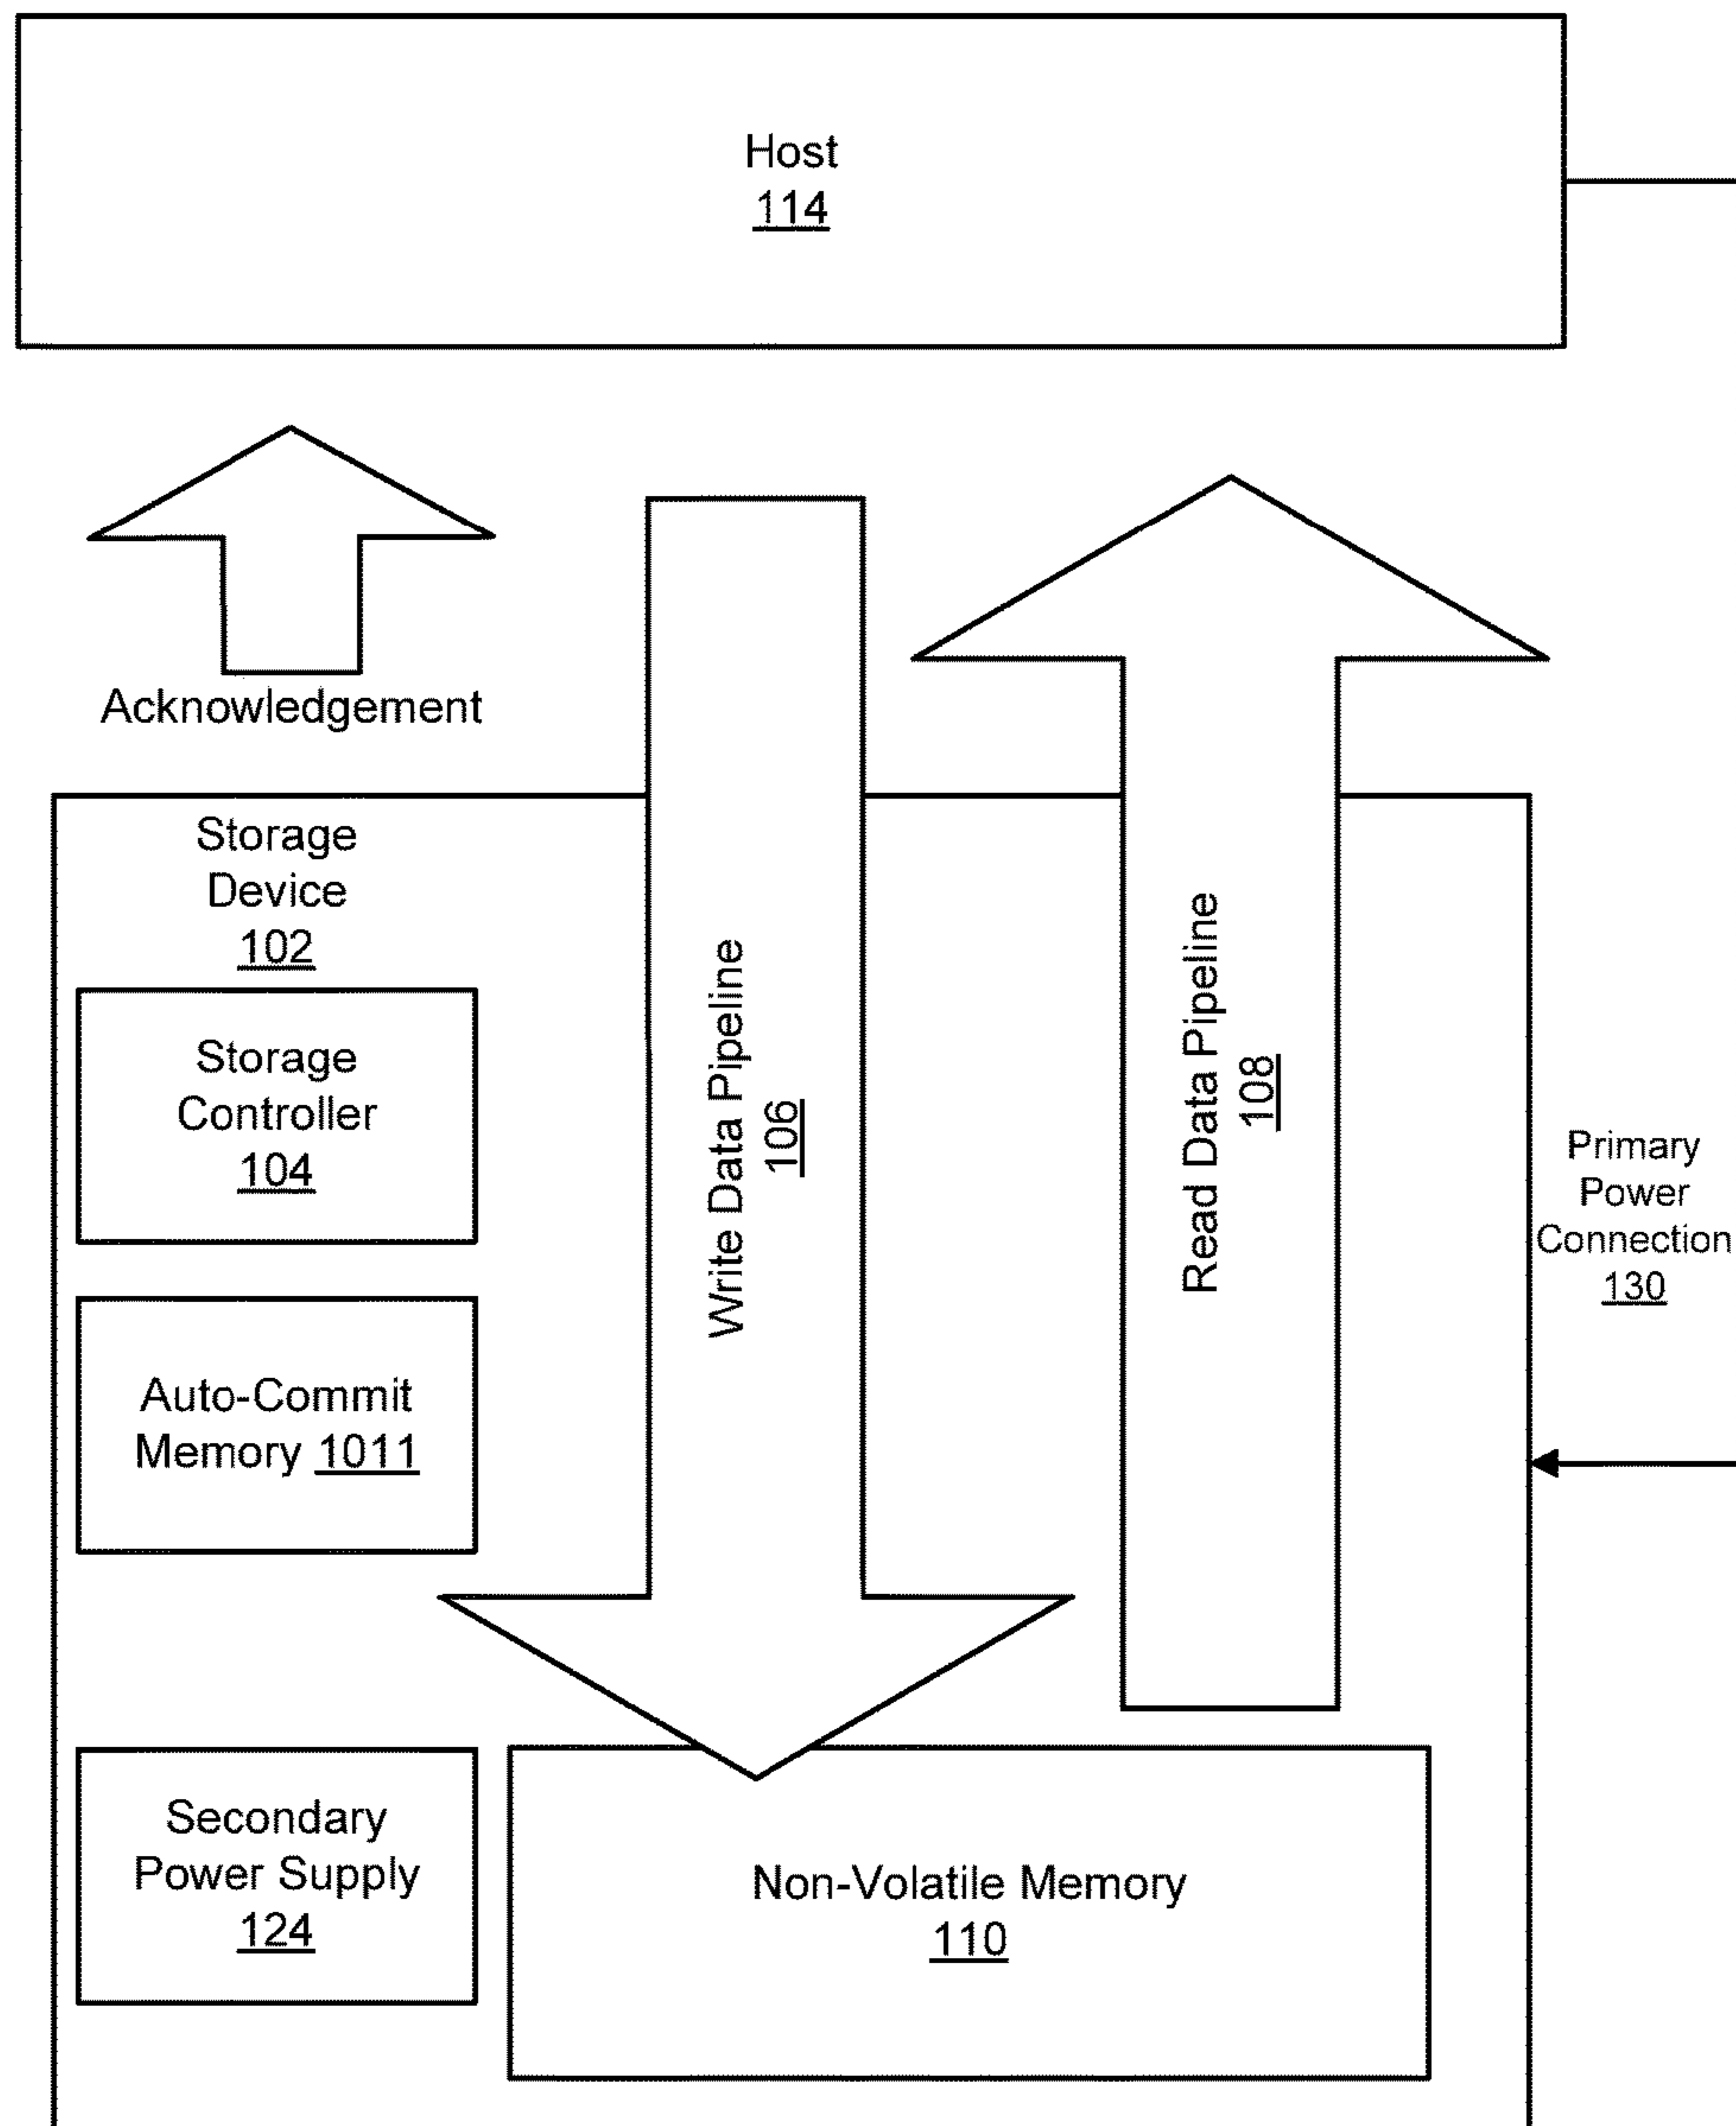 Host
114
Acknowledgement
Storage
Device
102
Storage
Controller
104
Auto-Commit
Memory 1011
Write Data Pipeline
106
Read Data Pipeline
108
Primary
Power
Connection
130
Secondary
Power Supply
124
Non-Volatile Memory
110